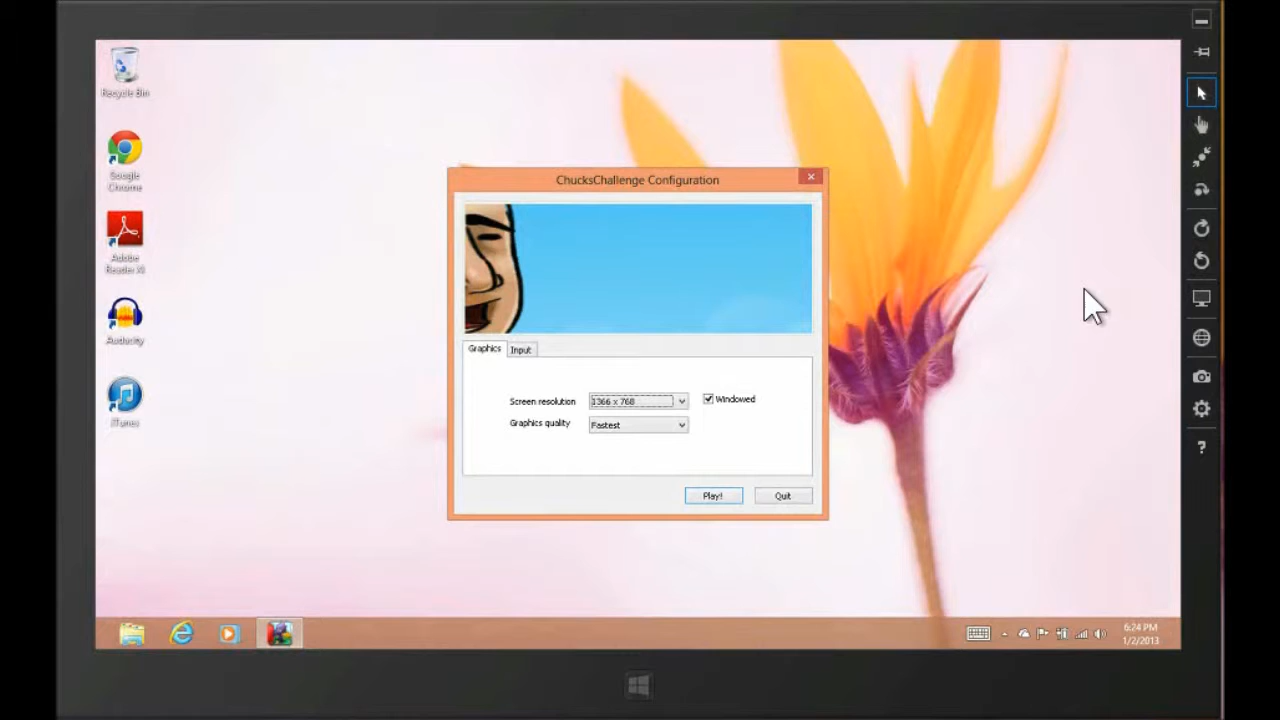 Recycle Bin
Google
Chrome
Adobe
Reader XI
Audacity
iTunes
ChucksChallenge Configuration
Graphics
Input
Screen resolution
1366 x 768
Windowed
Graphics quality
Fastest
Play!
Quit
6:24 PM
1/2/2013
?